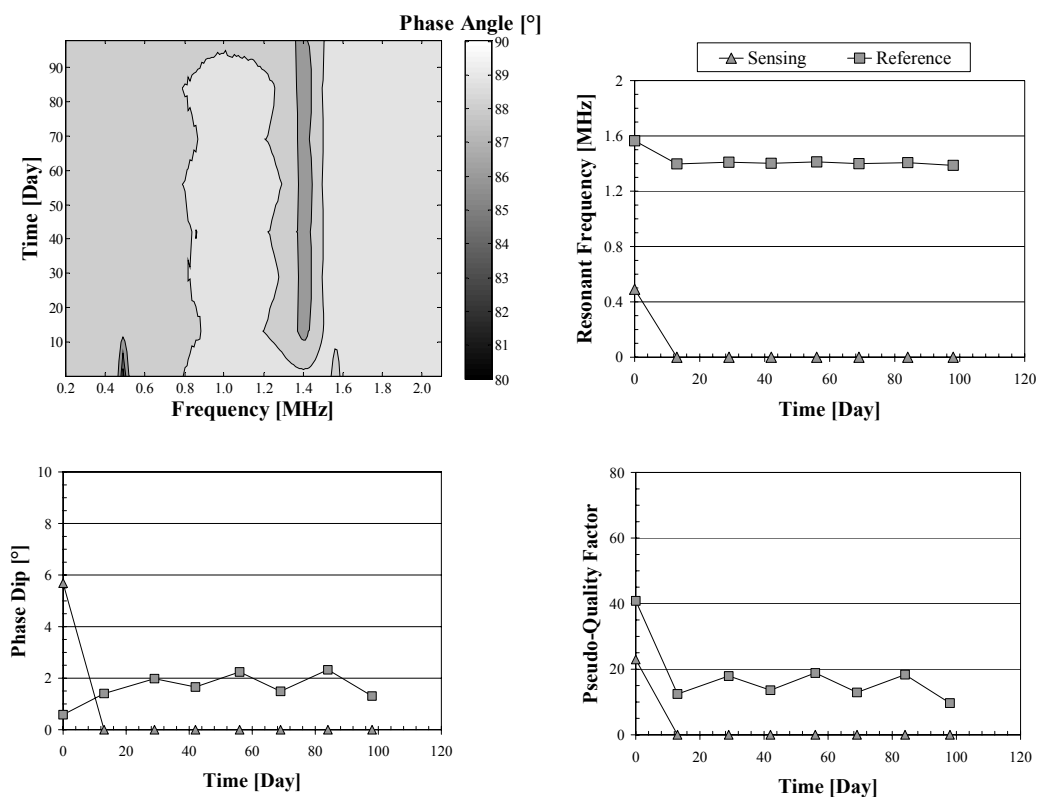 Phase Angle [°]
90
80
70
60
50
40
30
20
10
Time [Day]
0.2 0.4 0.6 0.8 1.0 1.2 1.4 1.6 1.8 2.0
Frequency [MHz]
90
89
88
87
86
85
84
83
82
81
80
Sensing Reference
2
1.6
1.2
0.8
0.4
0
Resonant Frequency [MHz]
0 20 40 60 80 100 120
Time [Day]
10
8
6
4
2
0
Phase Dip [°]
0 20 40 60 80 100 120
Time [Day]
80
60
40
20
0
Pseudo-Quality Factor
0 20 40 60 80 100 120
Time [Day]